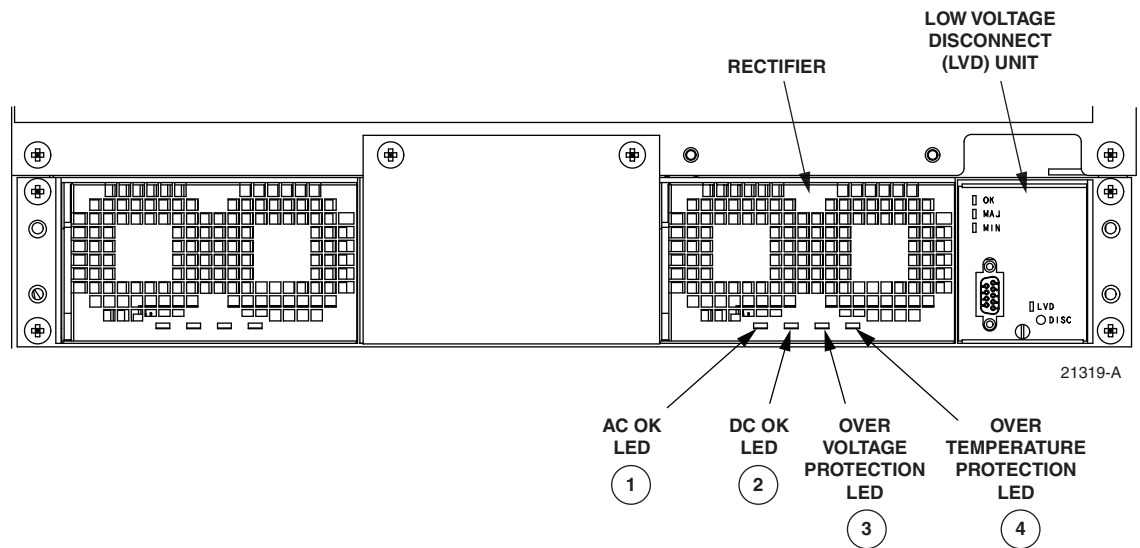 LOW VOLTAGE
DISCONNECT
(LVD) UNIT
RECTIFIER
OK
MAJ
MIN
LVD
DISC
21319-A
AC OK
LED
1
DC OK
LED
2
OVER
VOLTAGE
PROTECTION
LED
3
OVER
TEMPERATURE
PROTECTION
LED
4